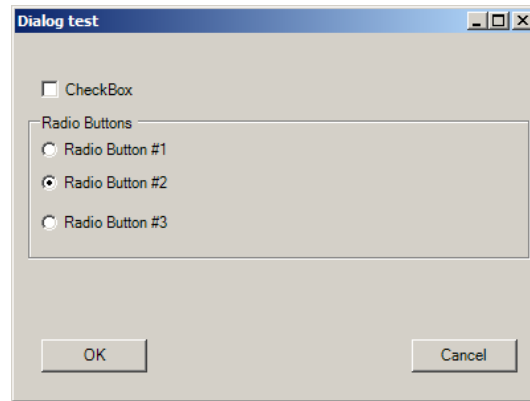 Dialog test
CheckBox
Radio Buttons
Radio Button #1
Radio Button #2
Radio Button #3
OK
Cancel